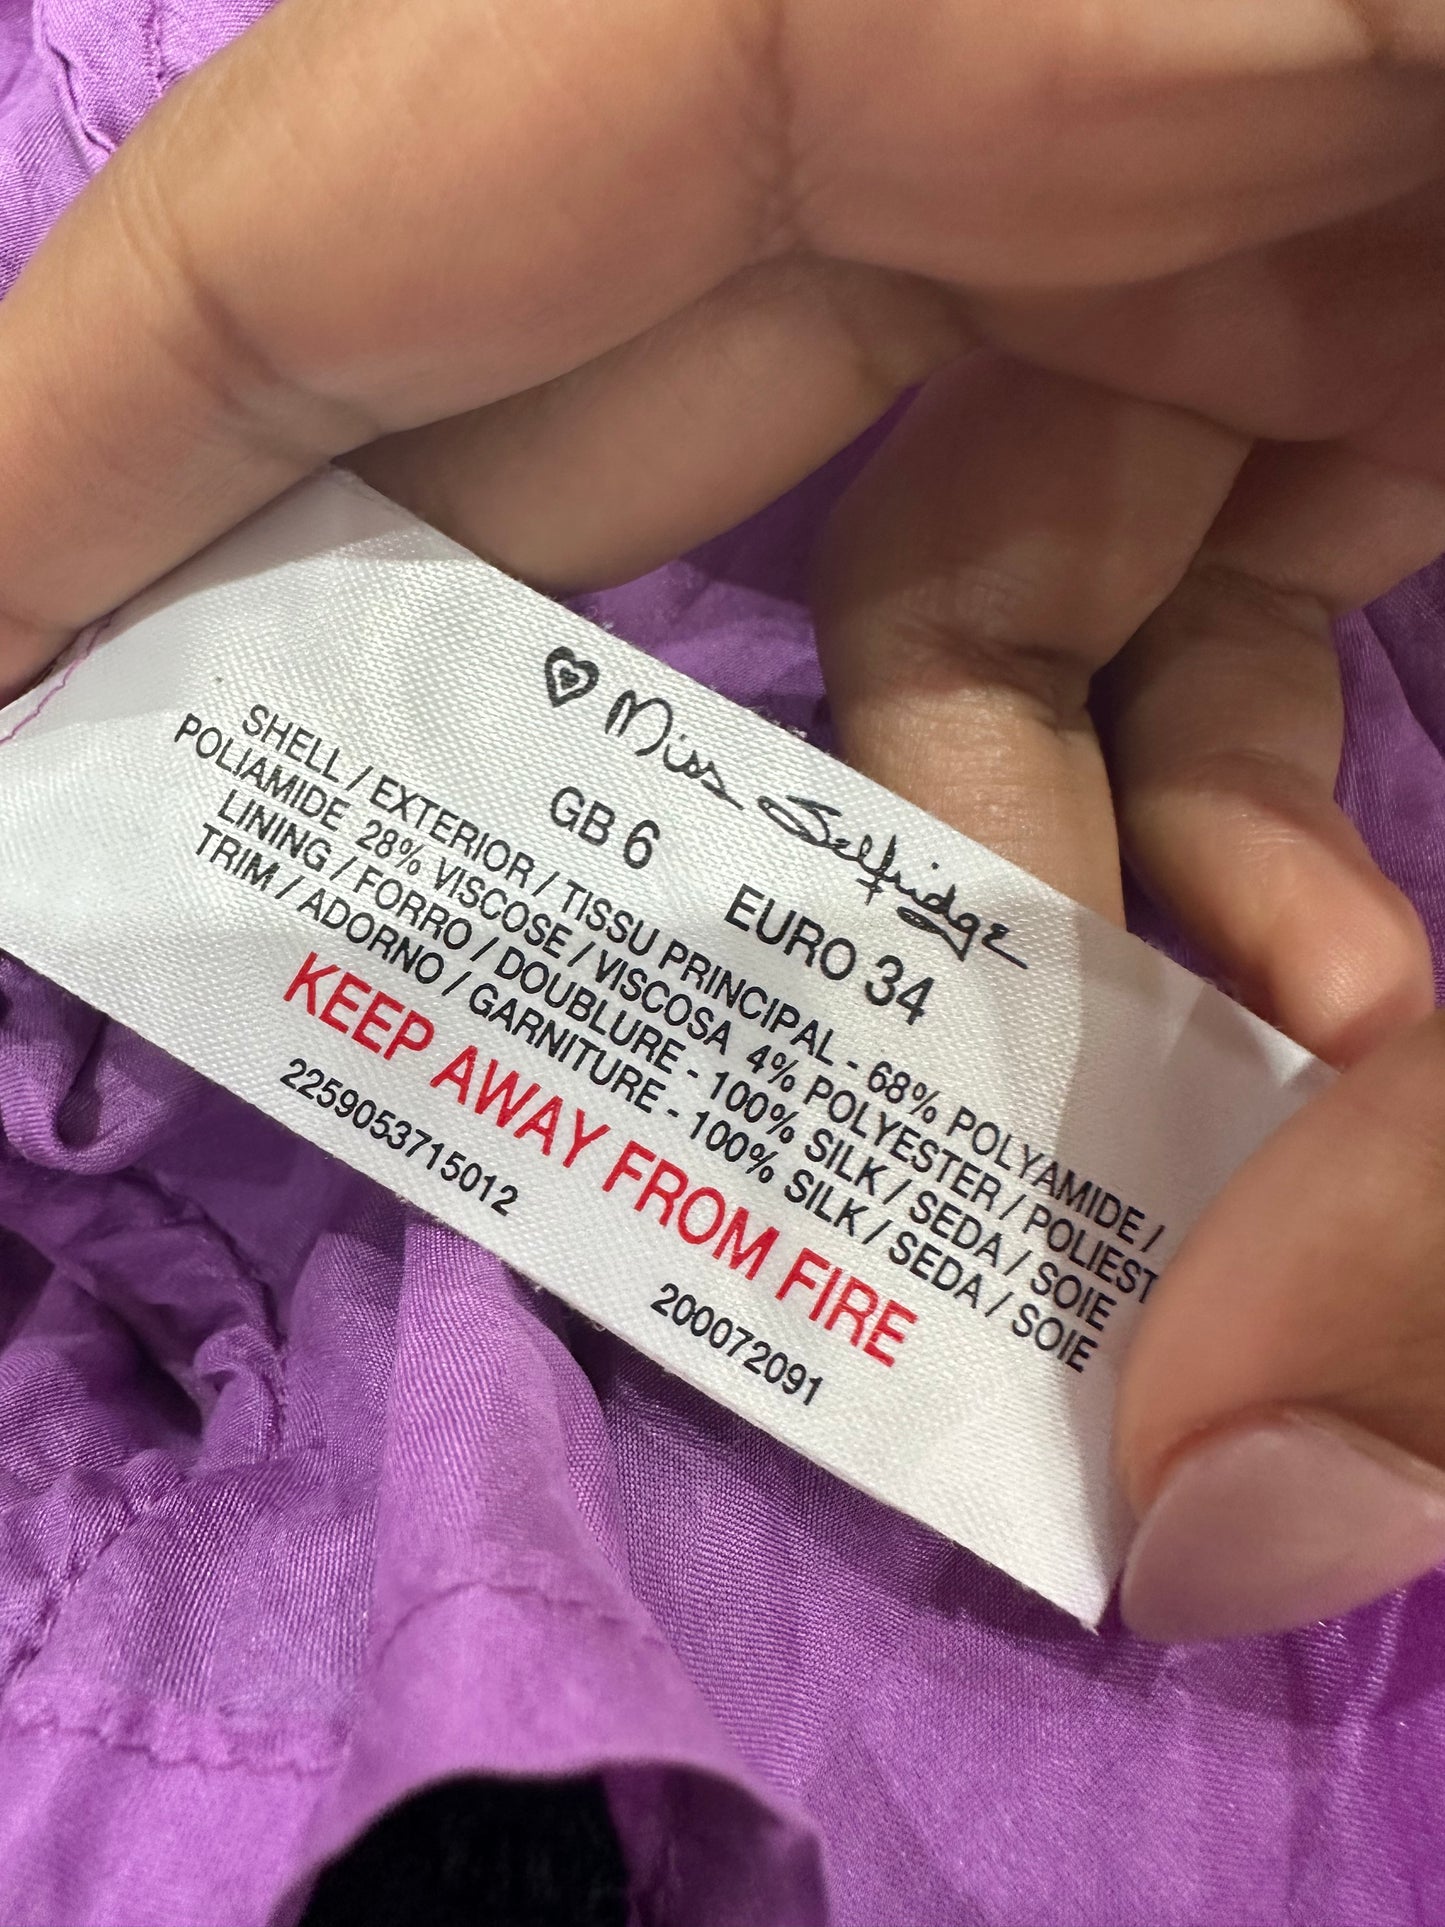 Miss Selfridge
GB 6 EURO 34
SHELL / EXTERIOR / TISSU PRINCIPAL - 68% POLYAMIDE /
POLIAMIDE 28% VISCOSE / VISCOSA 4% POLYESTER / POLIEST
LINING / FORRO / DOUBLURE - 100% SILK / SEDA / SOIE
TRIM / ADORNO / GARNITURE - 100% SILK / SEDA / SOIE
KEEP AWAY FROM FIRE
2259053715012 200072091